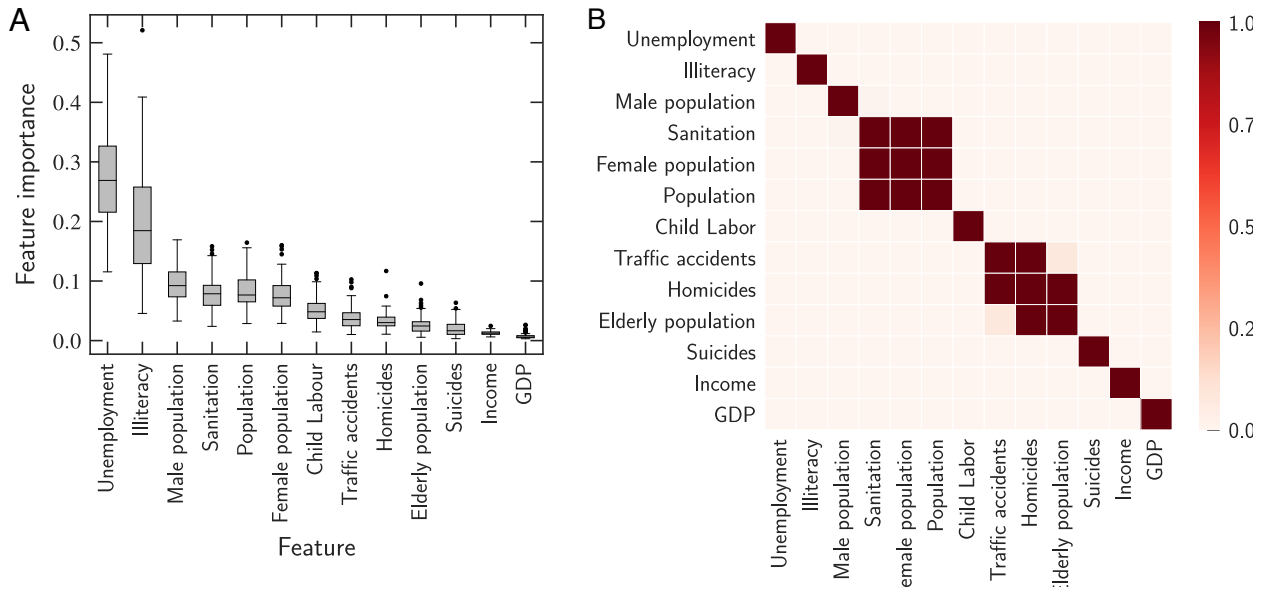 A
Feature importance
0.5
0.4
0.3
0.2
0.1
0.0
Unemployment
Illiteracy
Male population
Sanitation
Population
Female population
Child Labour
Traffic accidents
Homicides
Elderly population
Suicides
Income
GDP
Feature
B
Unemployment
Illiteracy
Male population
Sanitation
Female population
Population
Child Labor
Traffic accidents
Homicides
Elderly population
Suicides
Income
GDP
Unemployment
Illiteracy
Male population
Sanitation
emale population
Population
Child Labor
Traffic accidents
Homicides
lderly population
Suicides
Income
GDP
1.0
0.7
0.5
0.2
0.0